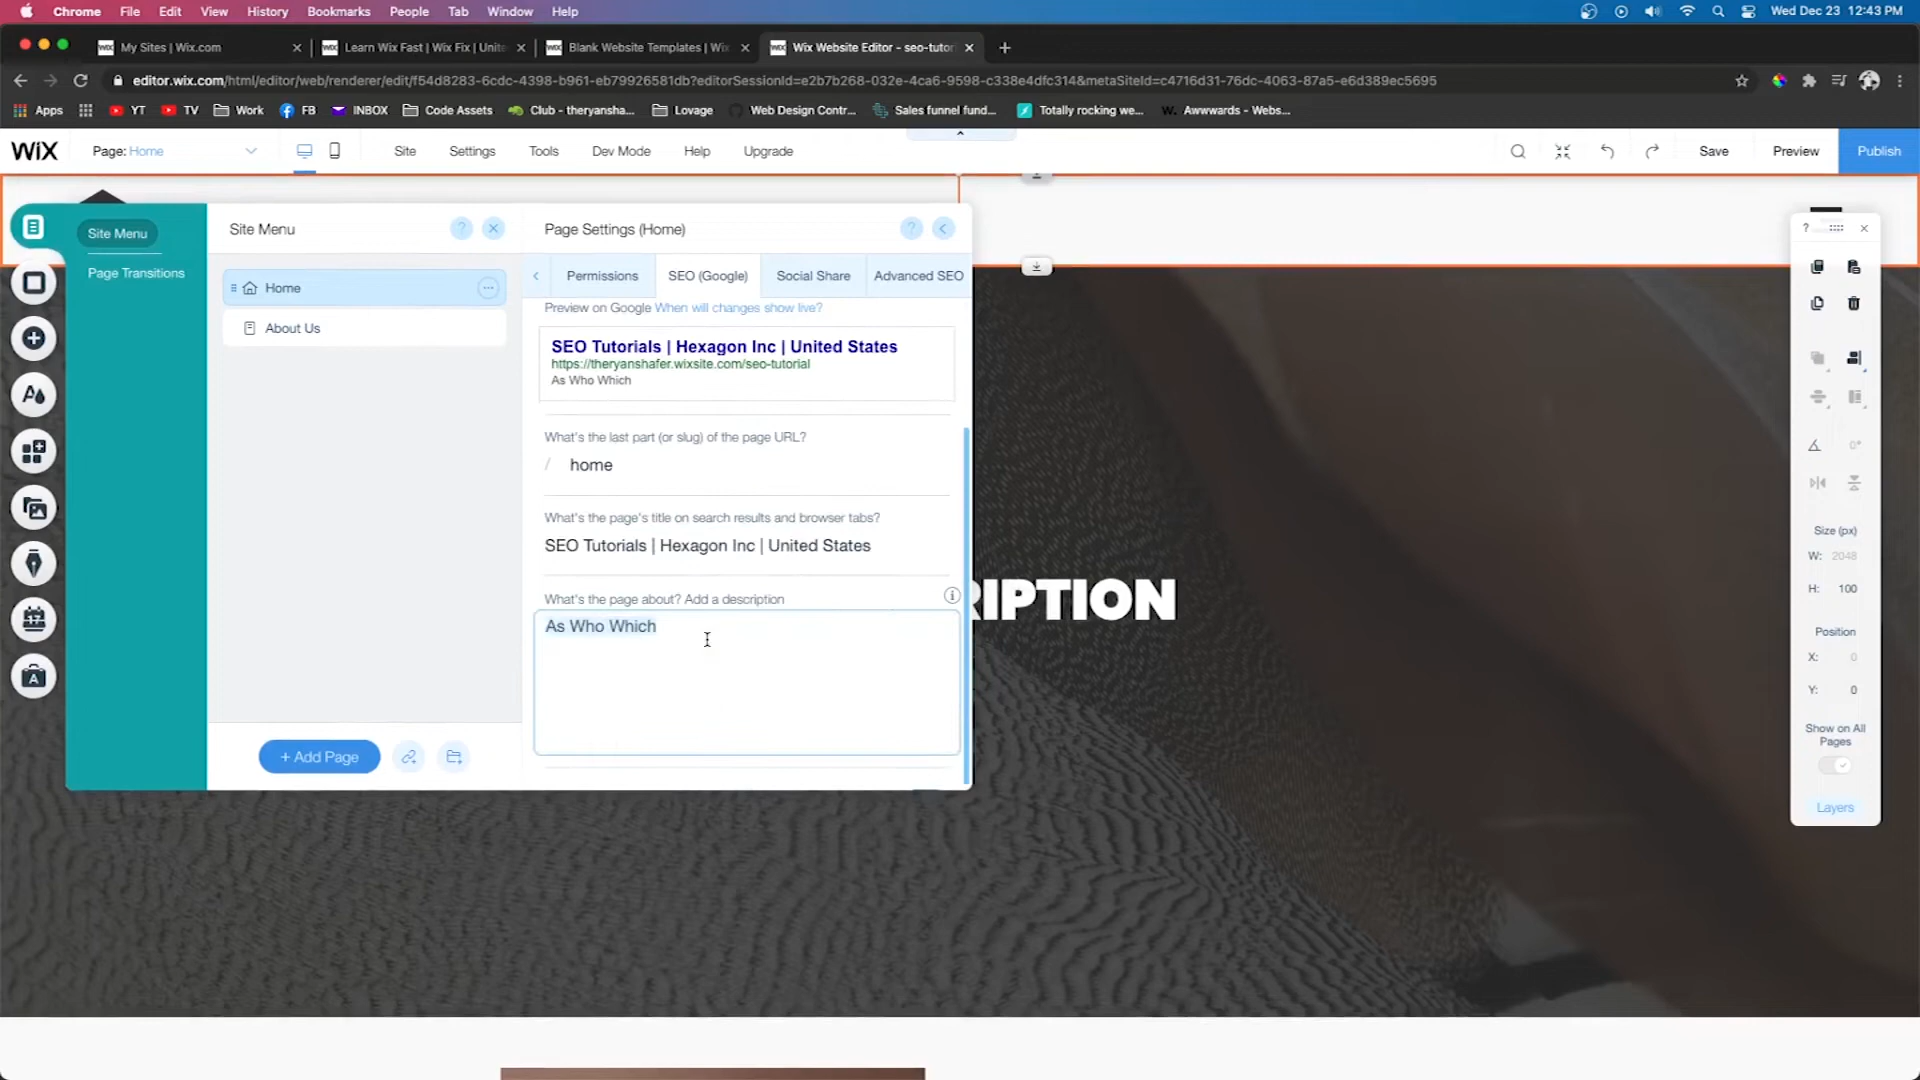 Chrome File Edit View History Bookmarks People Tab Window Help Wed Dec 23 12:43 PM
My Sites | Wix.com Learn Wix Fast | Wix Fix | Unite Blank Website Templates | Wix Wix Website Editor - seo-tutor
editor.wix.com/html/editor/web/renderer/edit/f54d8283-6cdc-4398-b961-eb79926581db?editorSessionId=e2b7b268-032e-4ca6-9598-c338e4dfc314&metaSiteId=c4716d31-76dc-4063-87a5-e6d389ec5695
Apps YT TV Work FB INBOX Code Assets Club - theryansha... Lovage Web Design Contr... Sales funnel fund... Totally rocking we... W. Awwwards - Webs...
WiX Page: Home Site Settings Tools Dev Mode Help Upgrade Save Preview Publish
Site Menu
Page Transitions
Site Menu ?
Home
About Us
+ Add Page
Page Settings (Home) ?
Permissions SEO (Google) Social Share Advanced SEO
Preview on Google When will changes show live?
SEO Tutorials | Hexagon Inc | United States
https://theryanshafer.wixsite.com/seo-tutorial
As Who Which
What's the last part (or slug) of the page URL?
/ home
What's the page's title on search results and browser tabs?
SEO Tutorials | Hexagon Inc | United States
What's the page about? Add a description
As Who Which
RIPTION
?
0°
Size (px)
W: 2048
H: 100
Position
X: 0
Y: 0
Show on All
Pages
Layers
17
A